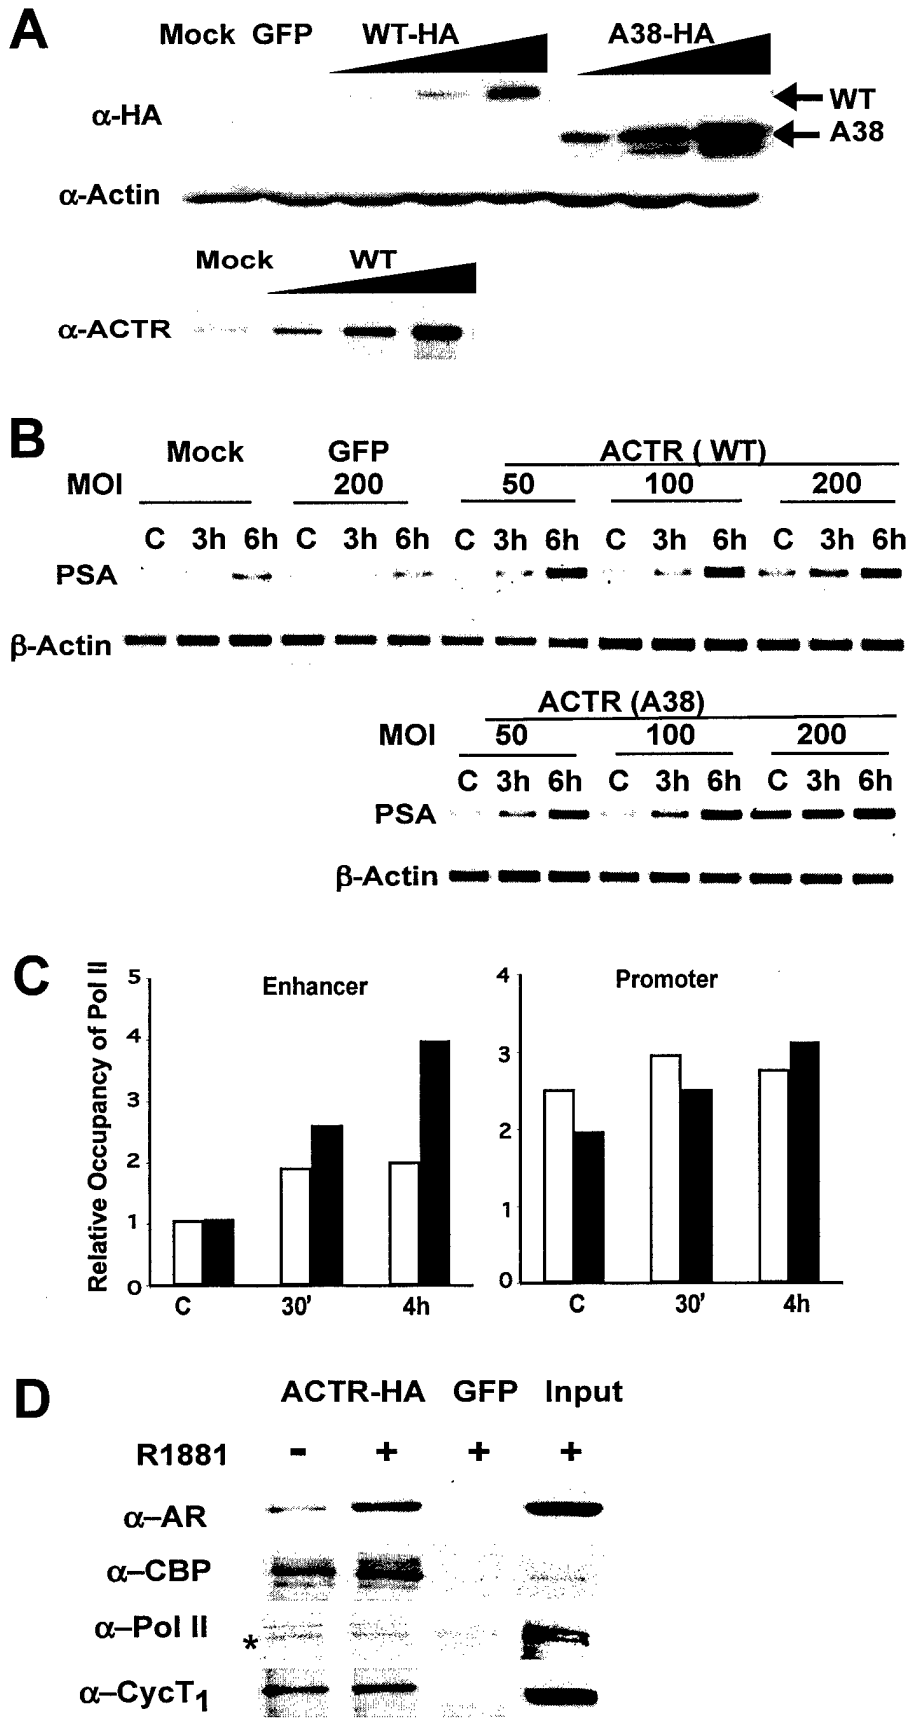 A
Mock GFP WT-HA A38-HA
α-HA
WT
A38
α-Actin
Mock WT
α-ACTR
B
Mock GFP ACTR ( WT)
MOI 200 50 100 200
C 3h 6h C 3h 6h C 3h 6h C 3h 6h C 3h 6h
PSA
β-Actin
ACTR (A38)
MOI 50 100 200
C 3h 6h C 3h 6h C 3h 6h
PSA
β-Actin
C
Relative Occupancy of Pol II
Enhancer
5
4
3
2
1
0
C 30' 4h
Promoter
4
3
2
1
0
C 30' 4h
D
ACTR-HA GFP Input
R1881 - + + +
α–AR
α–CBP
α–Pol II
*
α–CycT1